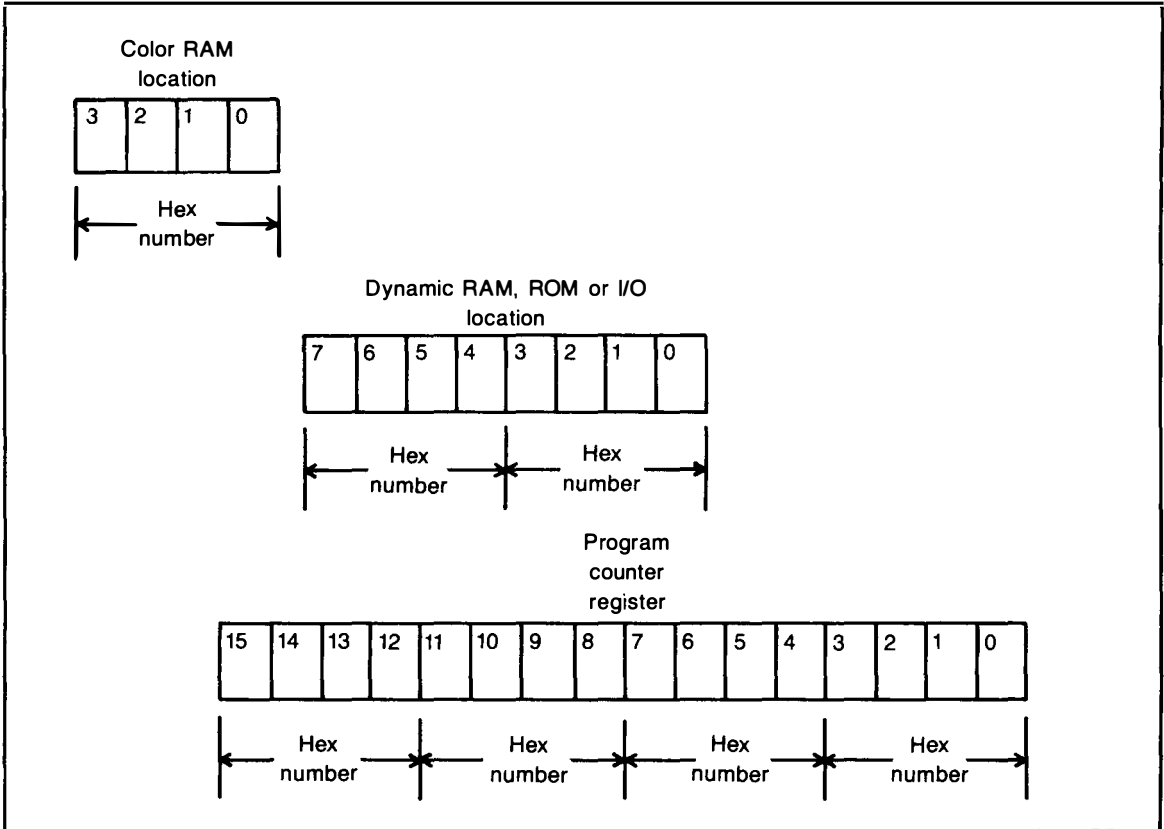 Color RAM
location
3 2 1 0
Hex
number
Dynamic RAM, ROM or I/O
location
7 6 5 4 3 2 1 0
Hex Hex
number number
Program
counter
register
15 14 13 12 11 10 9 8 7 6 5 4 3 2 1 0
Hex Hex Hex Hex
number number number number